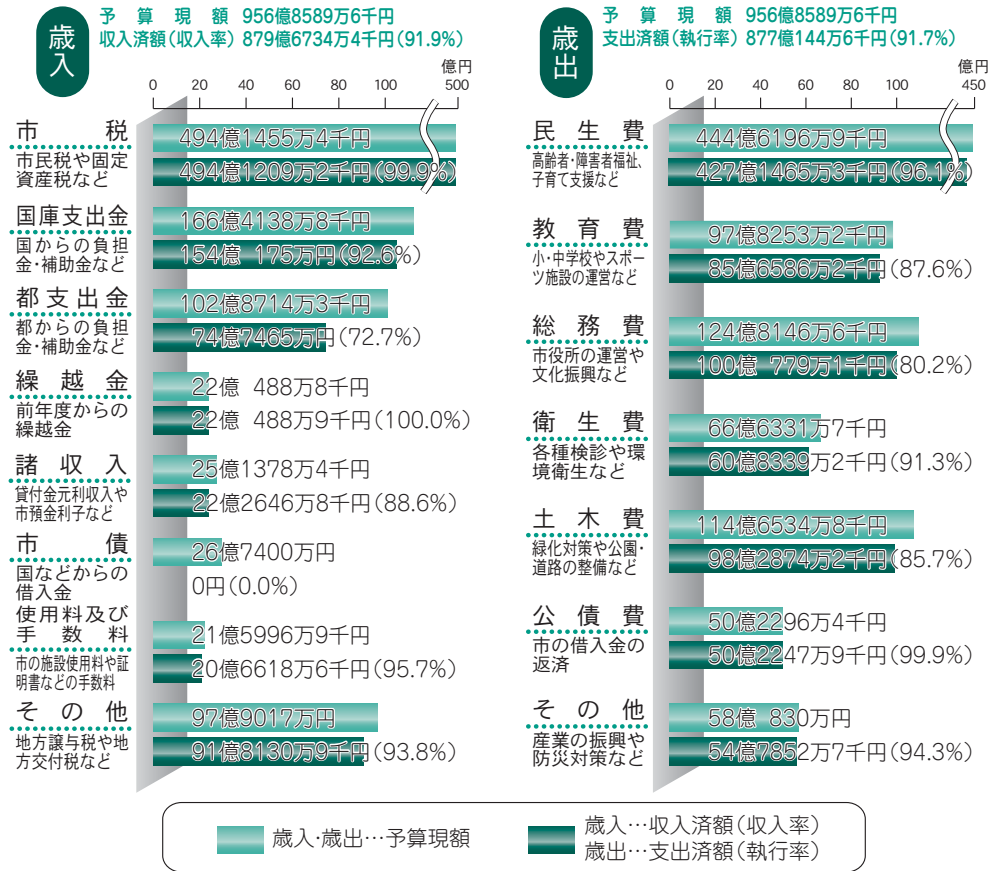 歳入
予算現額 956億8589万6千円
収入済額(収入率) 879億6734万4千円(91.9%)
億円
0 20 40 60 80 100 500
市税
市民税や固定
資産税など
494億1455万4千円
494億1209万2千円(99.9%)
国庫支出金
国からの負担
金・補助金など
166億4138万8千円
154億 175万円(92.6%)
都支出金
都からの負担
金・補助金など
102億8714万3千円
74億7465万円(72.7%)
繰越金
前年度からの
繰越金
22億 488万8千円
22億 488万9千円(100.0%)
諸収入
貸付金元利収入や
市預金利子など
25億1378万4千円
22億2646万8千円(88.6%)
市債
国などからの
借入金
26億7400万円
0円(0.0%)
使用料及び
手数料
市の施設使用料や証
明書などの手数料
21億5996万9千円
20億6618万6千円(95.7%)
その他
地方譲与税や地
方交付税など
97億9017万円
91億8130万9千円(93.8%)
歳出
予算現額 956億8589万6千円
支出済額(執行率) 877億144万6千円(91.7%)
億円
0 20 40 60 80 100 450
民生費
高齢者・障害者福祉、
子育て支援など
444億6196万9千円
427億1465万3千円(96.1%)
教育費
小・中学校やスポー
ツ施設の運営など
97億8253万2千円
85億6586万2千円(87.6%)
総務費
市役所の運営や
文化振興など
124億8146万6千円
100億 779万1千円(80.2%)
衛生費
各種検診や環
境衛生など
66億6331万7千円
60億8339万2千円(91.3%)
土木費
緑化対策や公園・
道路の整備など
114億6534万8千円
98億2874万2千円(85.7%)
公債費
市の借入金の
返済
50億2296万4千円
50億2247万9千円(99.9%)
その他
産業の振興や
防災対策など
58億 830万円
54億7852万7千円(94.3%)
歳入・歳出…予算現額
歳入…収入済額(収入率)
歳出…支出済額(執行率)